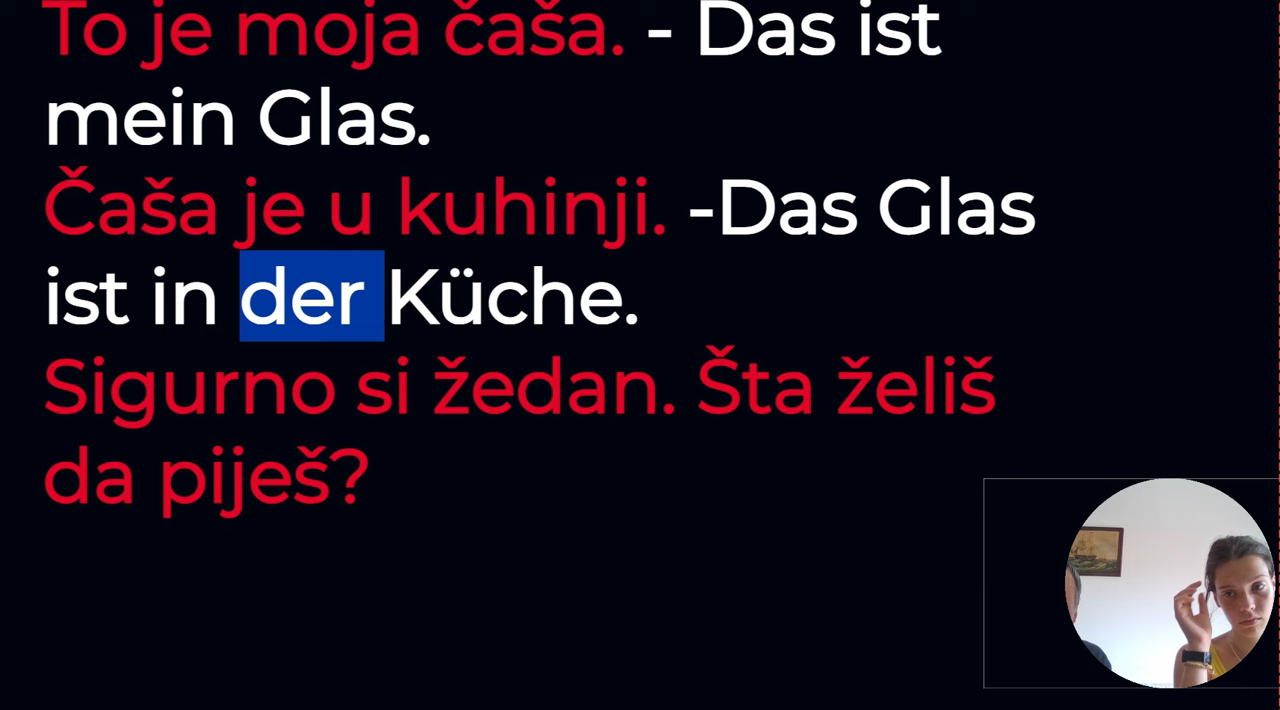 To je moja čaša. - Das ist
mein Glas.
Čaša je u kuhinji. -Das Glas
ist in der Küche.
Sigurno si žedan. Šta želiš
da piješ?